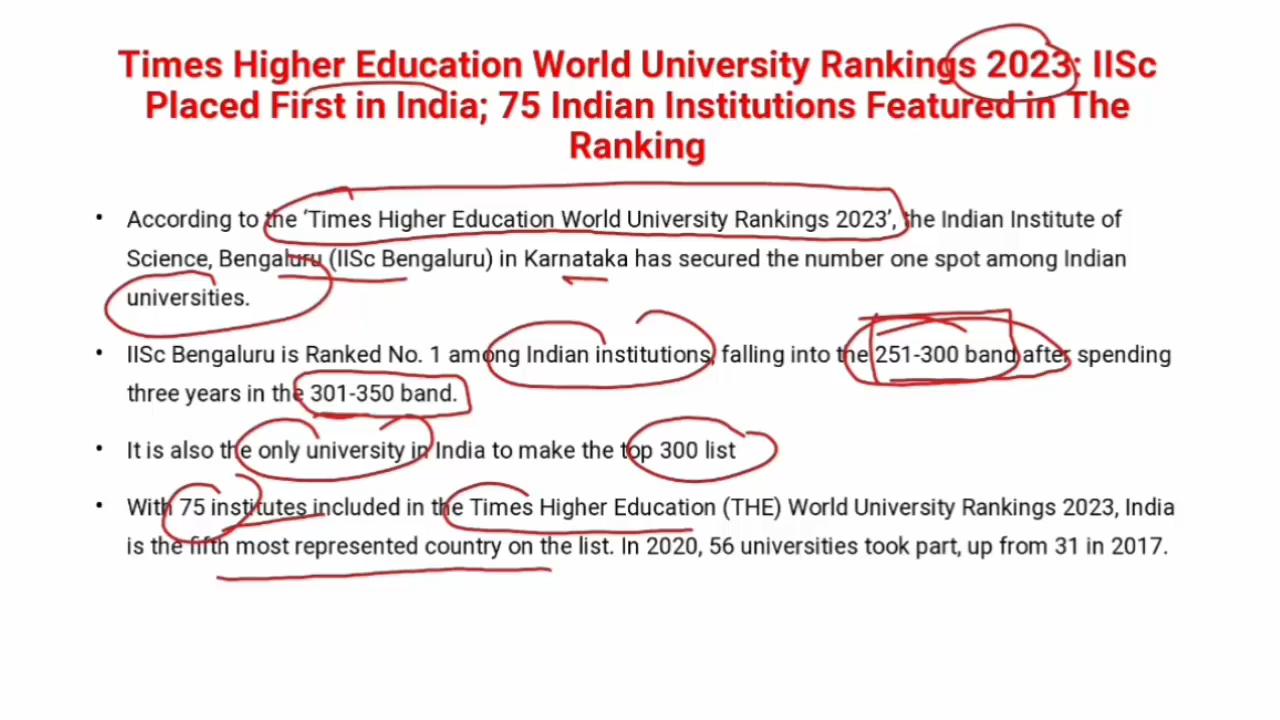 Times Higher Education World University Rankings 2023: IISc
Placed First in India; 75 Indian Institutions Featured in The
Ranking
• According to the ‘Times Higher Education World University Rankings 2023’, the Indian Institute of
Science, Bengaluru (IISc Bengaluru) in Karnataka has secured the number one spot among Indian
universities.
• IISc Bengaluru is Ranked No. 1 among Indian institutions, falling into the 251-300 band after spending
three years in the 301-350 band.
• It is also the only university in India to make the top 300 list
• With 75 institutes included in the Times Higher Education (THE) World University Rankings 2023, India
is the fifth most represented country on the list. In 2020, 56 universities took part, up from 31 in 2017.